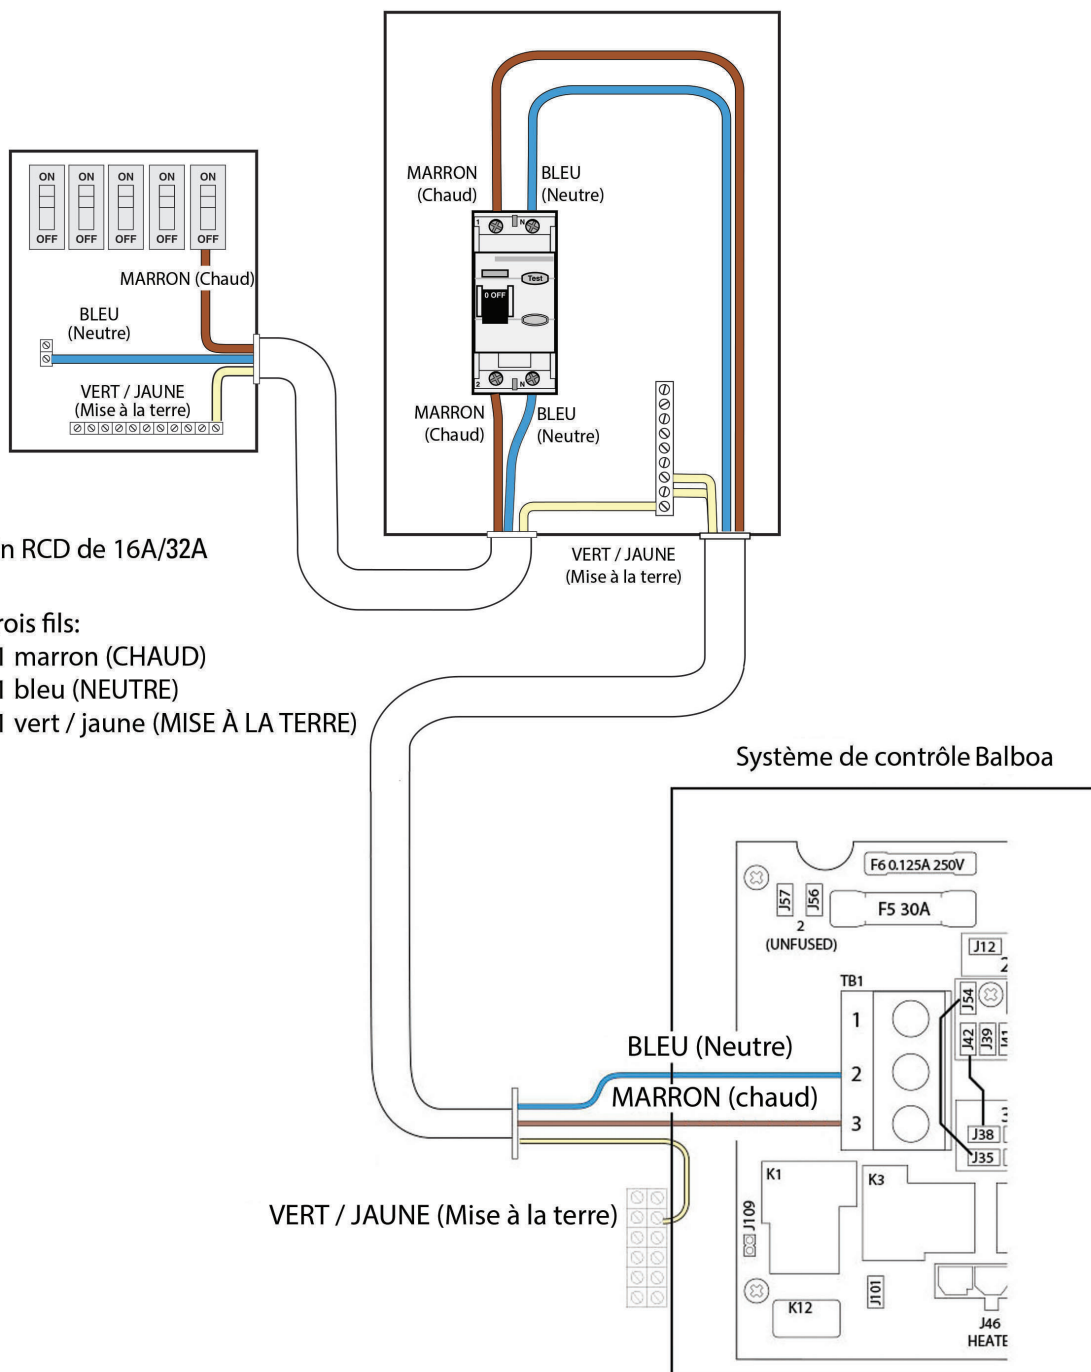 MARRON
(Chaud)
BLEU
(Neutre)
1
N
Test
0 OFF
2
N
MARRON
(Chaud)
BLEU
(Neutre)
ON
ON
ON
ON
ON
OFF
OFF
OFF
OFF
OFF
MARRON (Chaud)
BLEU
(Neutre)
VERT / JAUNE
(Mise à la terre)
n RCD de 16A/32A
VERT / JAUNE
(Mise à la terre)
rois fils:
1 marron (CHAUD)
1 bleu (NEUTRE)
1 vert / jaune (MISE À LA TERRE)
Système de contrôle Balboa
F6 0.125A 250V
J57
J56
F5 30A
2
(UNFUSED)
J12
2
TB1
J54
1
J42
J39
J41
BLEU (Neutre)
2
MARRON (chaud)
3
J38
J35
K1
K3
VERT / JAUNE (Mise à la terre)
J109
J101
K12
J46
HEATE